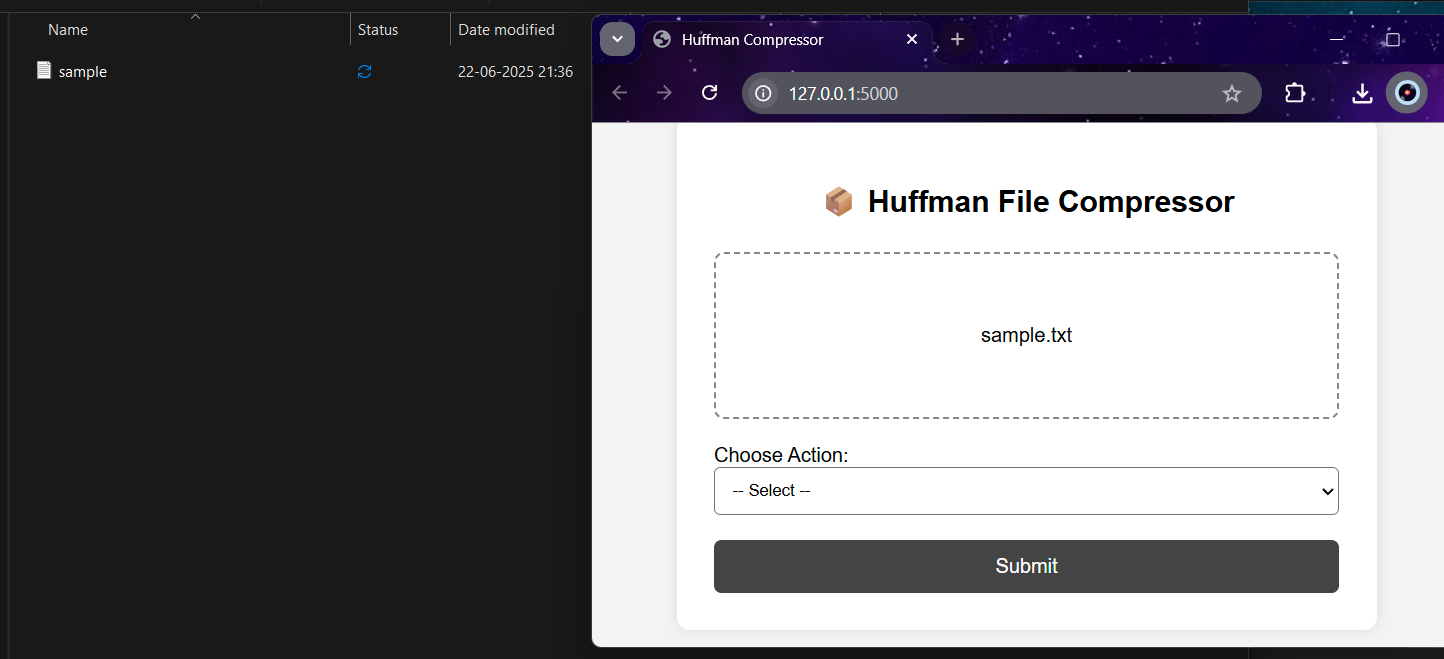 Name Status Date modified
sample 22-06-2025 21:36
Huffman Compressor
127.0.0.1:5000
📦 Huffman File Compressor
sample.txt
Choose Action:
-- Select --
Submit